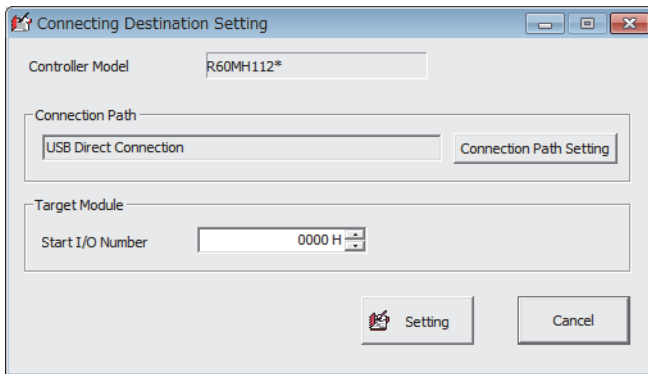 Connecting Destination Setting
Controller Model R60MH112*
Connection Path
USB Direct Connection Connection Path Setting
Target Module
Start I/O Number 0000 H
Setting Cancel